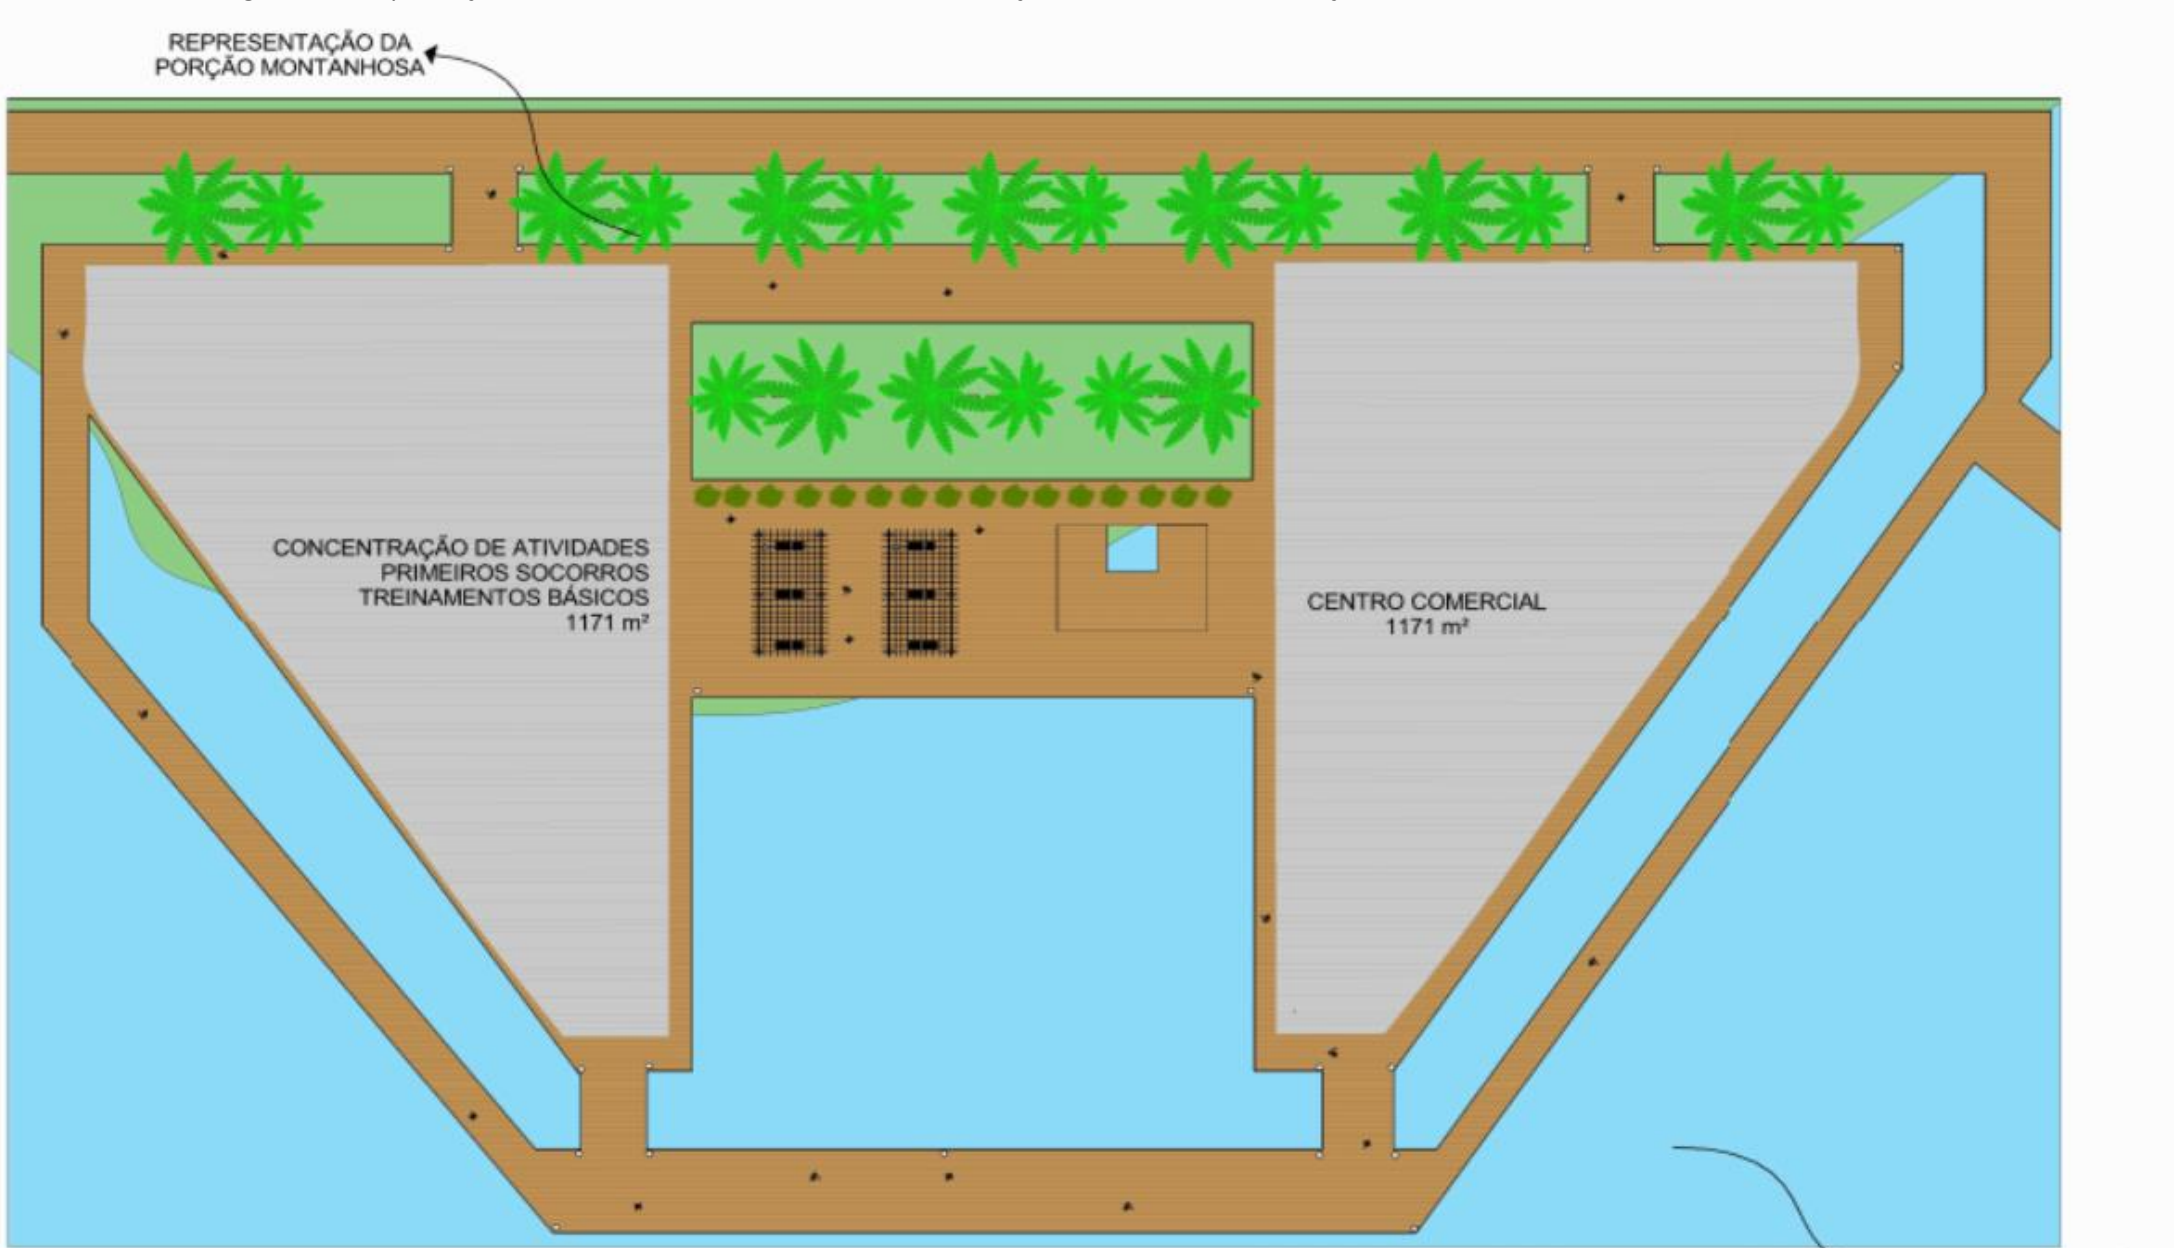 REPRESENTAÇÃO DA
PORÇÃO MONTANHOSA
CONCENTRAÇÃO DE ATIVIDADES
PRIMEIROS SOCORROS
TREINAMENTOS BÁSICOS
1171 m²
CENTRO COMERCIAL
1171 m²